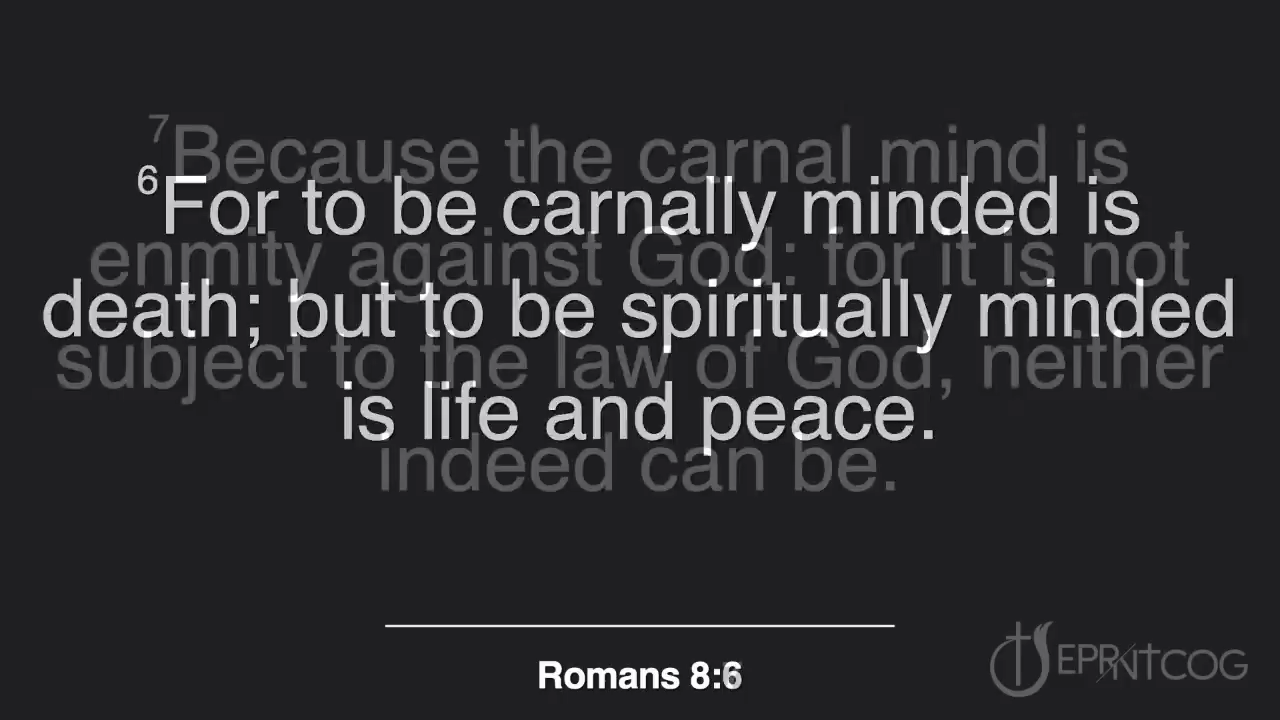 7Because the carnal mind is
6For to be carnally minded is
enmity against God: for it is not
death; but to be spiritually minded
subject to the law of God, neither
is life and peace.
indeed can be.
Romans 8:6